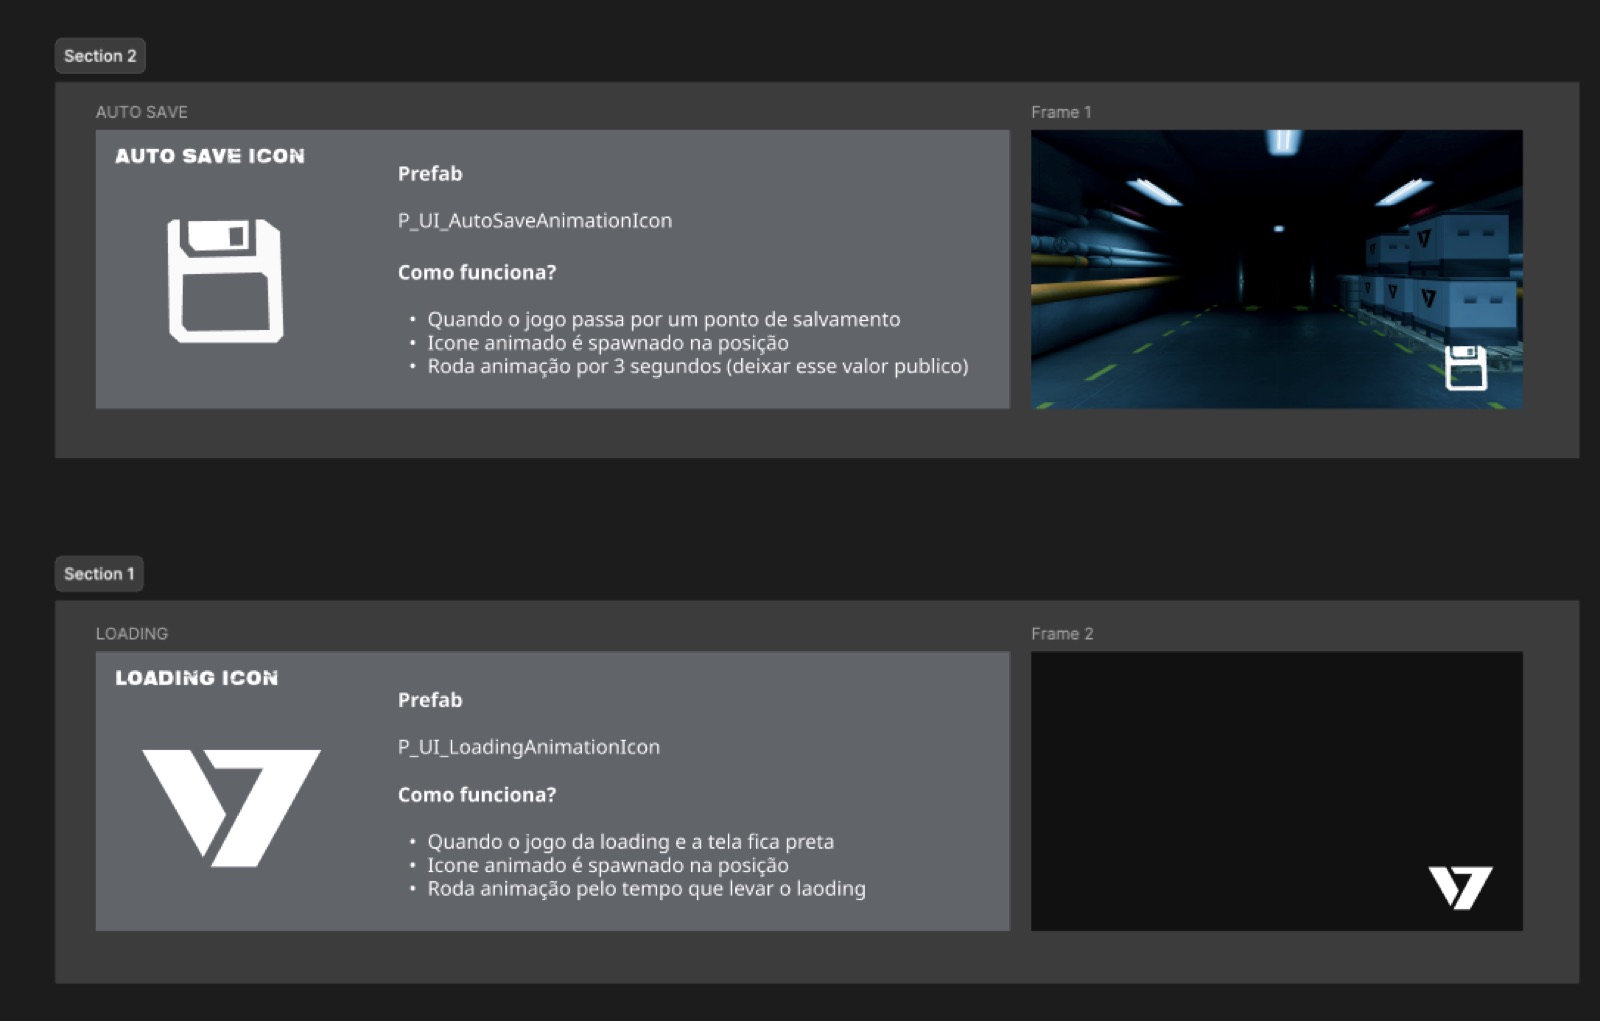 Section 2
AUTO SAVE
Frame 1
AUTO SAVE ICON
Prefab
P_UI_AutoSaveAnimationIcon
Como funciona?
• Quando o jogo passa por um ponto de salvamento
• Icone animado é spawnado na posição
• Roda animação por 3 segundos (deixar esse valor publico)
Section 1
LOADING
Frame 2
LOADING ICON
Prefab
P_UI_LoadingAnimationIcon
Como funciona?
• Quando o jogo da loading e a tela fica preta
• Icone animado é spawnado na posição
• Roda animação pelo tempo que levar o laoding